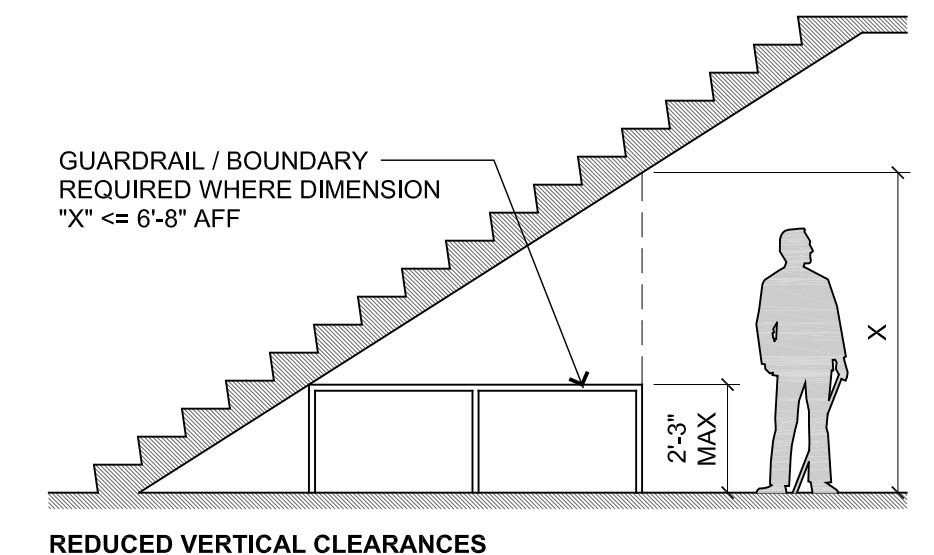 GUARDRAIL / BOUNDARY
REQUIRED WHERE DIMENSION
"X" <= 6'-8" AFF
X
2'-3"
MAX
REDUCED VERTICAL CLEARANCES